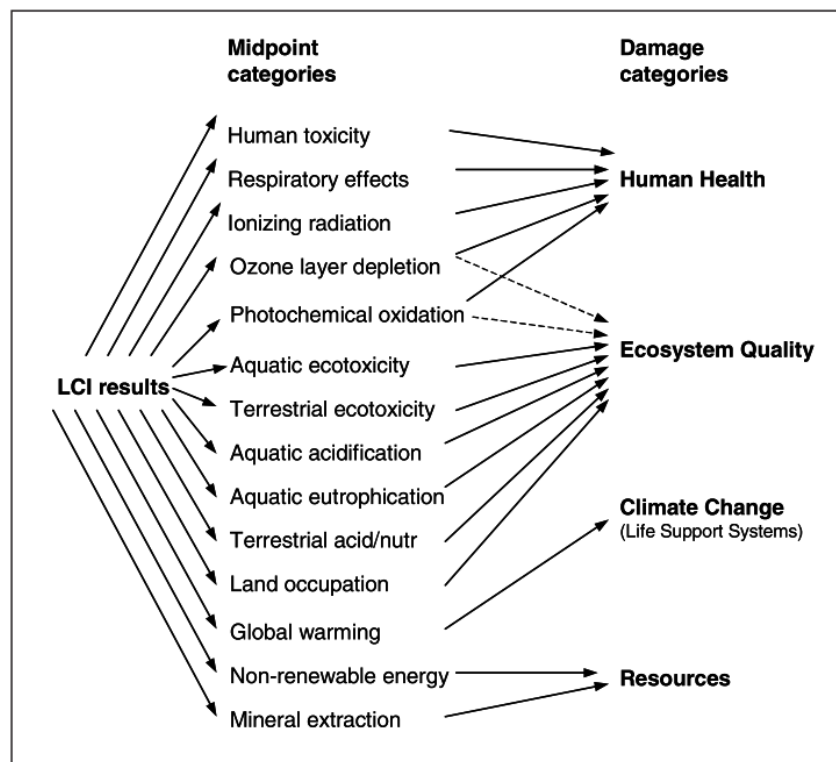 Midpoint
categories
Damage
categories
Human toxicity
Respiratory effects
Human Health
Ionizing radiation
Ozone layer depletion
Photochemical oxidation
Ecosystem Quality
Aquatic ecotoxicity
LCI results
Terrestrial ecotoxicity
Aquatic acidification
Aquatic eutrophication
Climate Change
(Life Support Systems)
Terrestrial acid/nutr
Land occupation
Global warming
Non-renewable energy
Resources
Mineral extraction